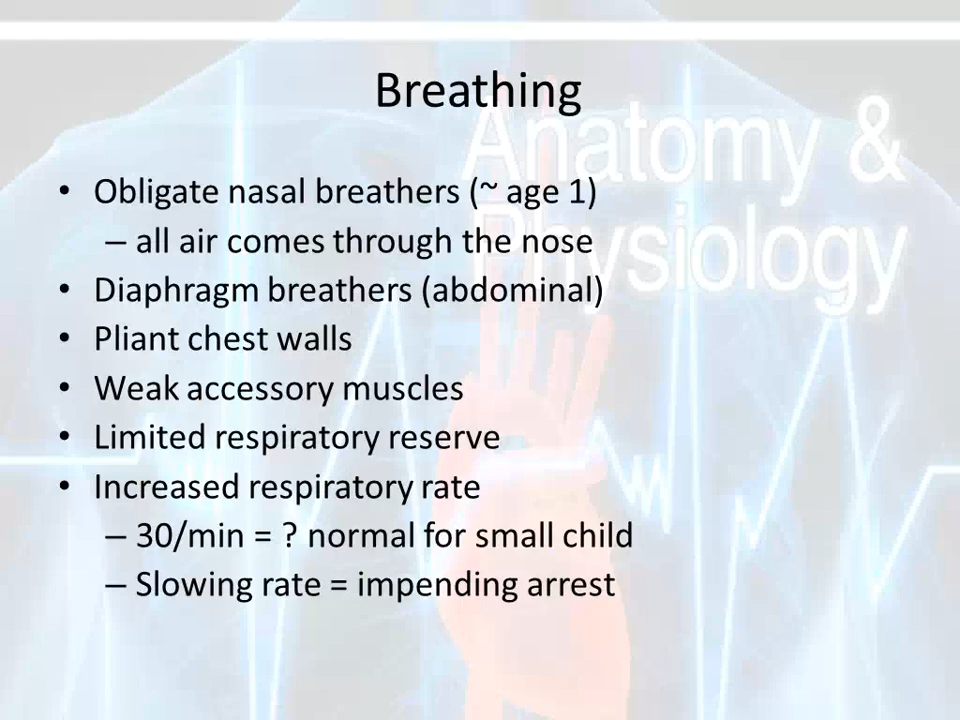 Breathing
Anatomy &
Physiology
• Obligate nasal breathers (~ age 1)
– all air comes through the nose
• Diaphragm breathers (abdominal)
• Pliant chest walls
• Weak accessory muscles
• Limited respiratory reserve
• Increased respiratory rate
– 30/min = ? normal for small child
– Slowing rate = impending arrest